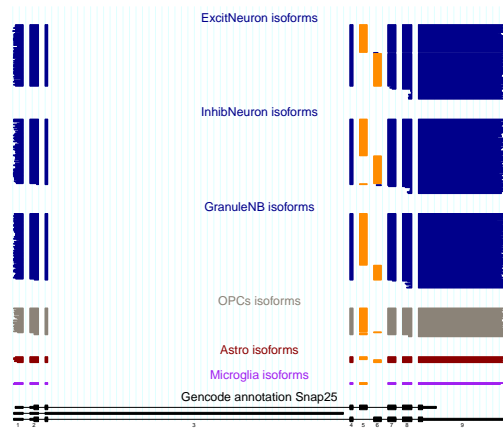 ExcitNeuron isoforms
InhibNeuron isoforms
GranuleNB isoforms
OPCs isoforms
Astro isoforms
Microglia isoforms
Gencode annotation Snap25
1 2 3 4 5 6 7 8 9